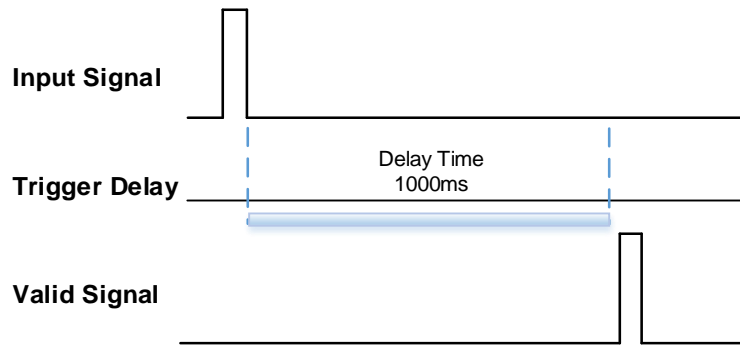 Input Signal
Delay Time
1000ms
Trigger Delay
Valid Signal